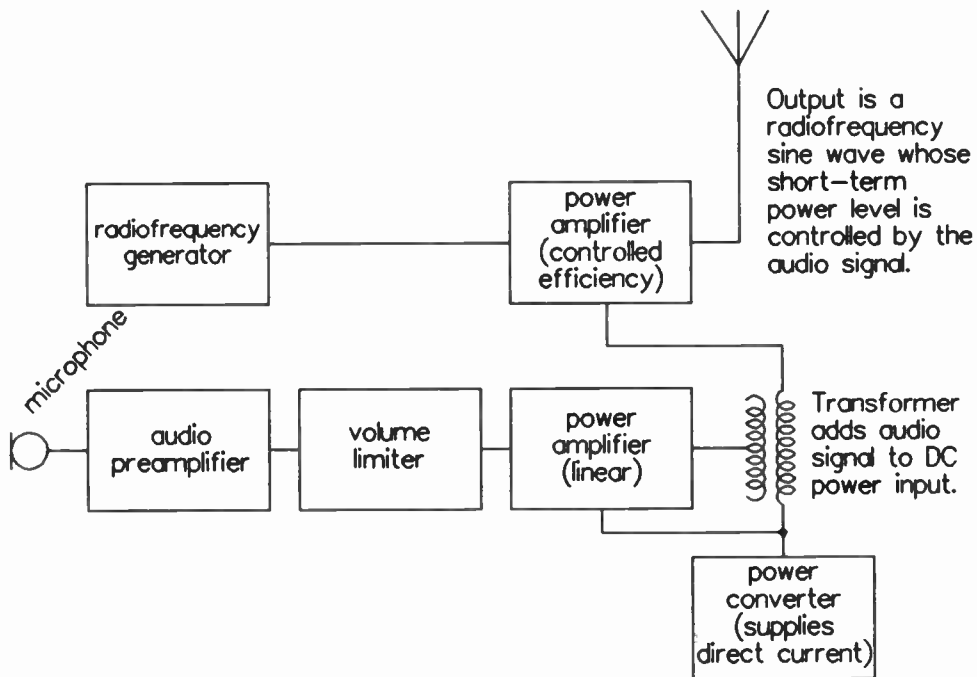 Output is a
radiofrequency
sine wave whose
short-term
power level is
controlled by the
audio signal.
radiofrequency
generator
power
amplifier
(controlled
efficiency)
microphone
audio
preamplifier
volume
limiter
power
amplifier
(linear)
Transformer
adds audio
signal to DC
power input.
power
converter
(supplies
direct current)